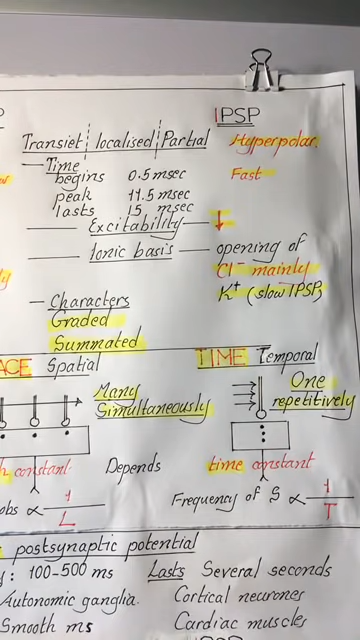 IPSP
Transiet localised Partial
Hyperpolar.
Time
begins 0.5 msec
Fast
peak 11.5 msec
lasts 15 msec
Excitability ↓
Ionic basis opening of
Cl- mainly
K+ (slow IPSP)
Characters
Graded
Summated
ACE Spatial
TIME Temporal
Many
Simultaneously
One
repetitively
constant
Depends
time constant
∝ 1/L
Frequency of S ∝ 1/T
postsynaptic potential
: 100-500 ms Lasts Several seconds
Autonomic ganglia. Cortical neurones
Smooth ms Cardiac muscles